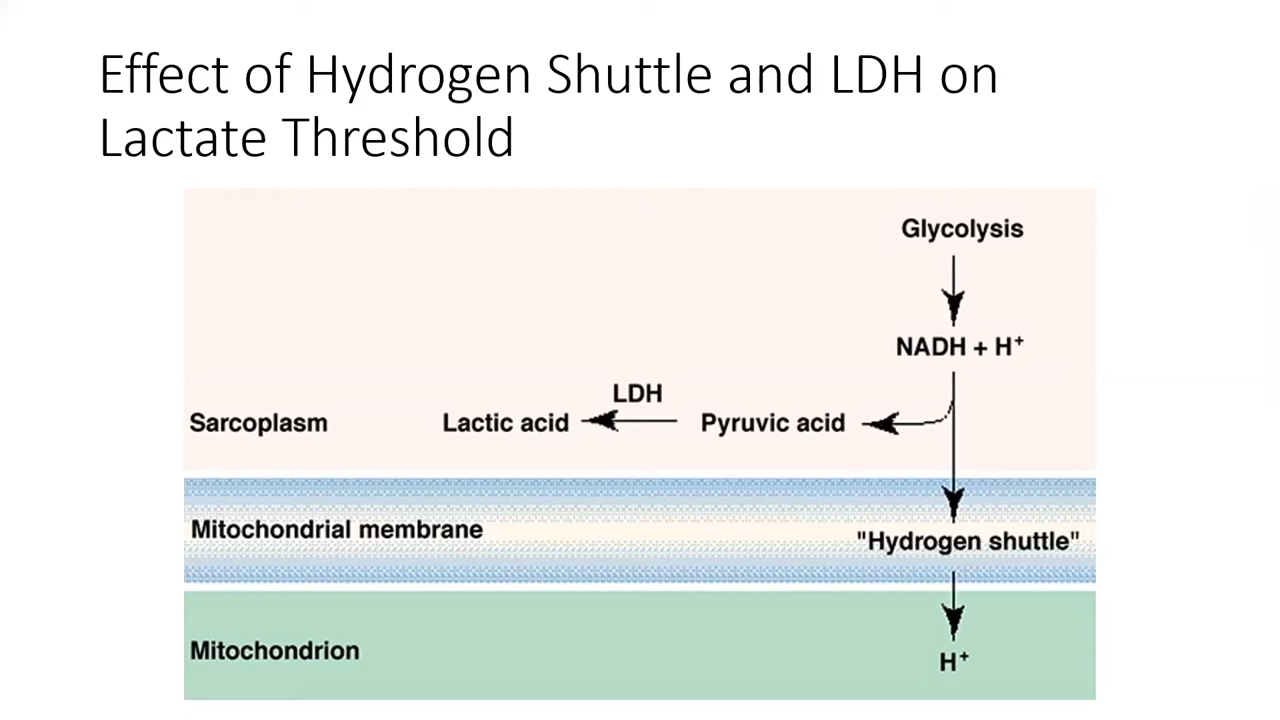 Effect of Hydrogen Shuttle and LDH on
Lactate Threshold
Glycolysis
NADH + H⁺
LDH
Sarcoplasm Lactic acid Pyruvic acid
Mitochondrial membrane
"Hydrogen shuttle"
Mitochondrion
H⁺